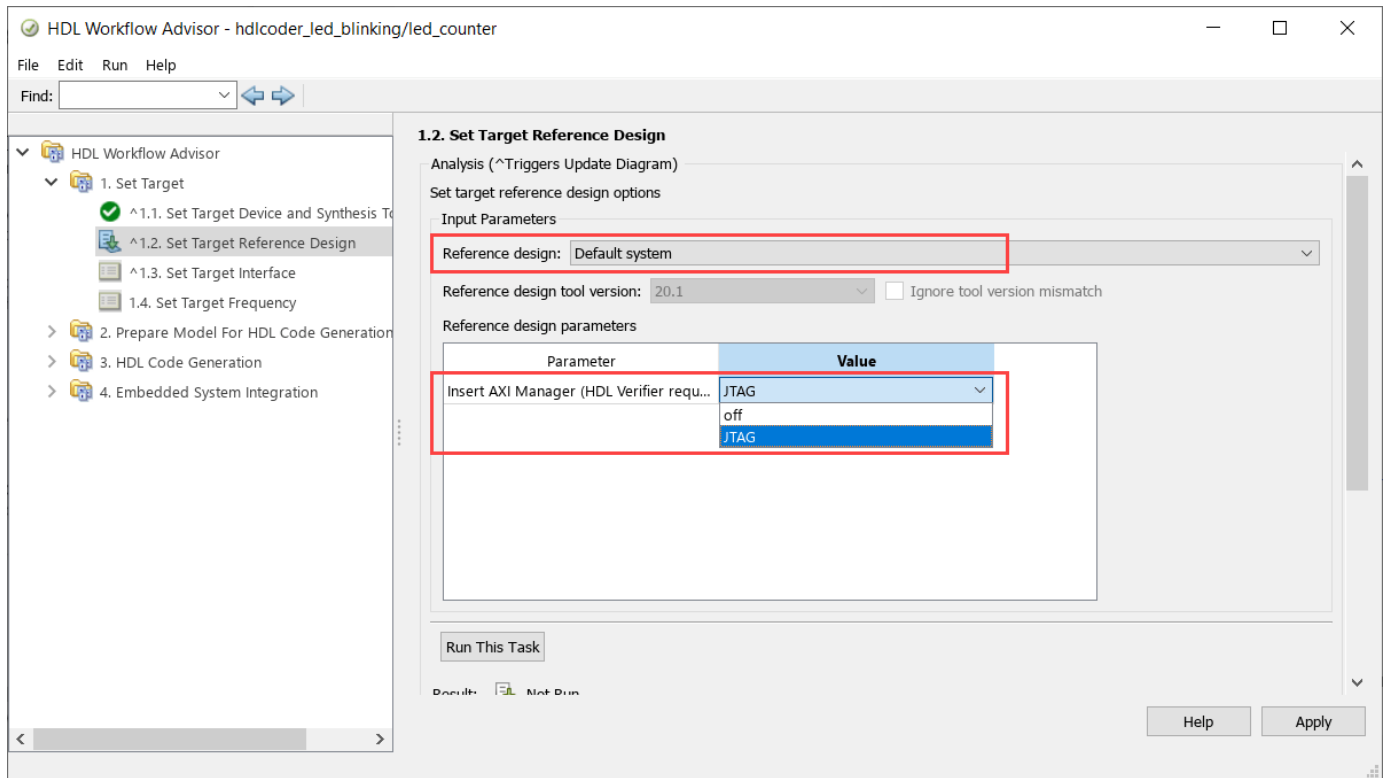 HDL Workflow Advisor - hdlcoder_led_blinking/led_counter
File Edit Run Help
Find:
HDL Workflow Advisor
1. Set Target
^1.1. Set Target Device and Synthesis To
^1.2. Set Target Reference Design
^1.3. Set Target Interface
1.4. Set Target Frequency
2. Prepare Model For HDL Code Generation
3. HDL Code Generation
4. Embedded System Integration
1.2. Set Target Reference Design
Analysis (^Triggers Update Diagram)
Set target reference design options
Input Parameters
Reference design: Default system
Reference design tool version: 20.1 Ignore tool version mismatch
Reference design parameters
Parameter Value
Insert AXI Manager (HDL Verifier requ... JTAG
off
JTAG
Run This Task
Result: Not Run
Help Apply